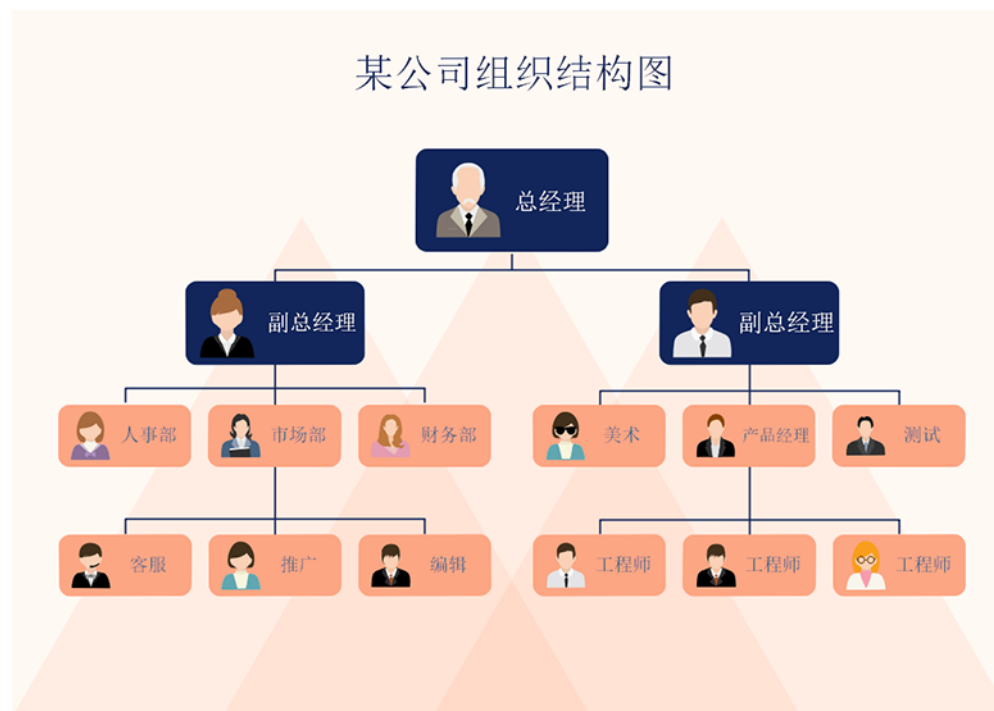 某公司组织结构图
总经理
副总经理
副总经理
人事部
市场部
财务部
美术
产品经理
测试
客服
推广
编辑
工程师
工程师
工程师